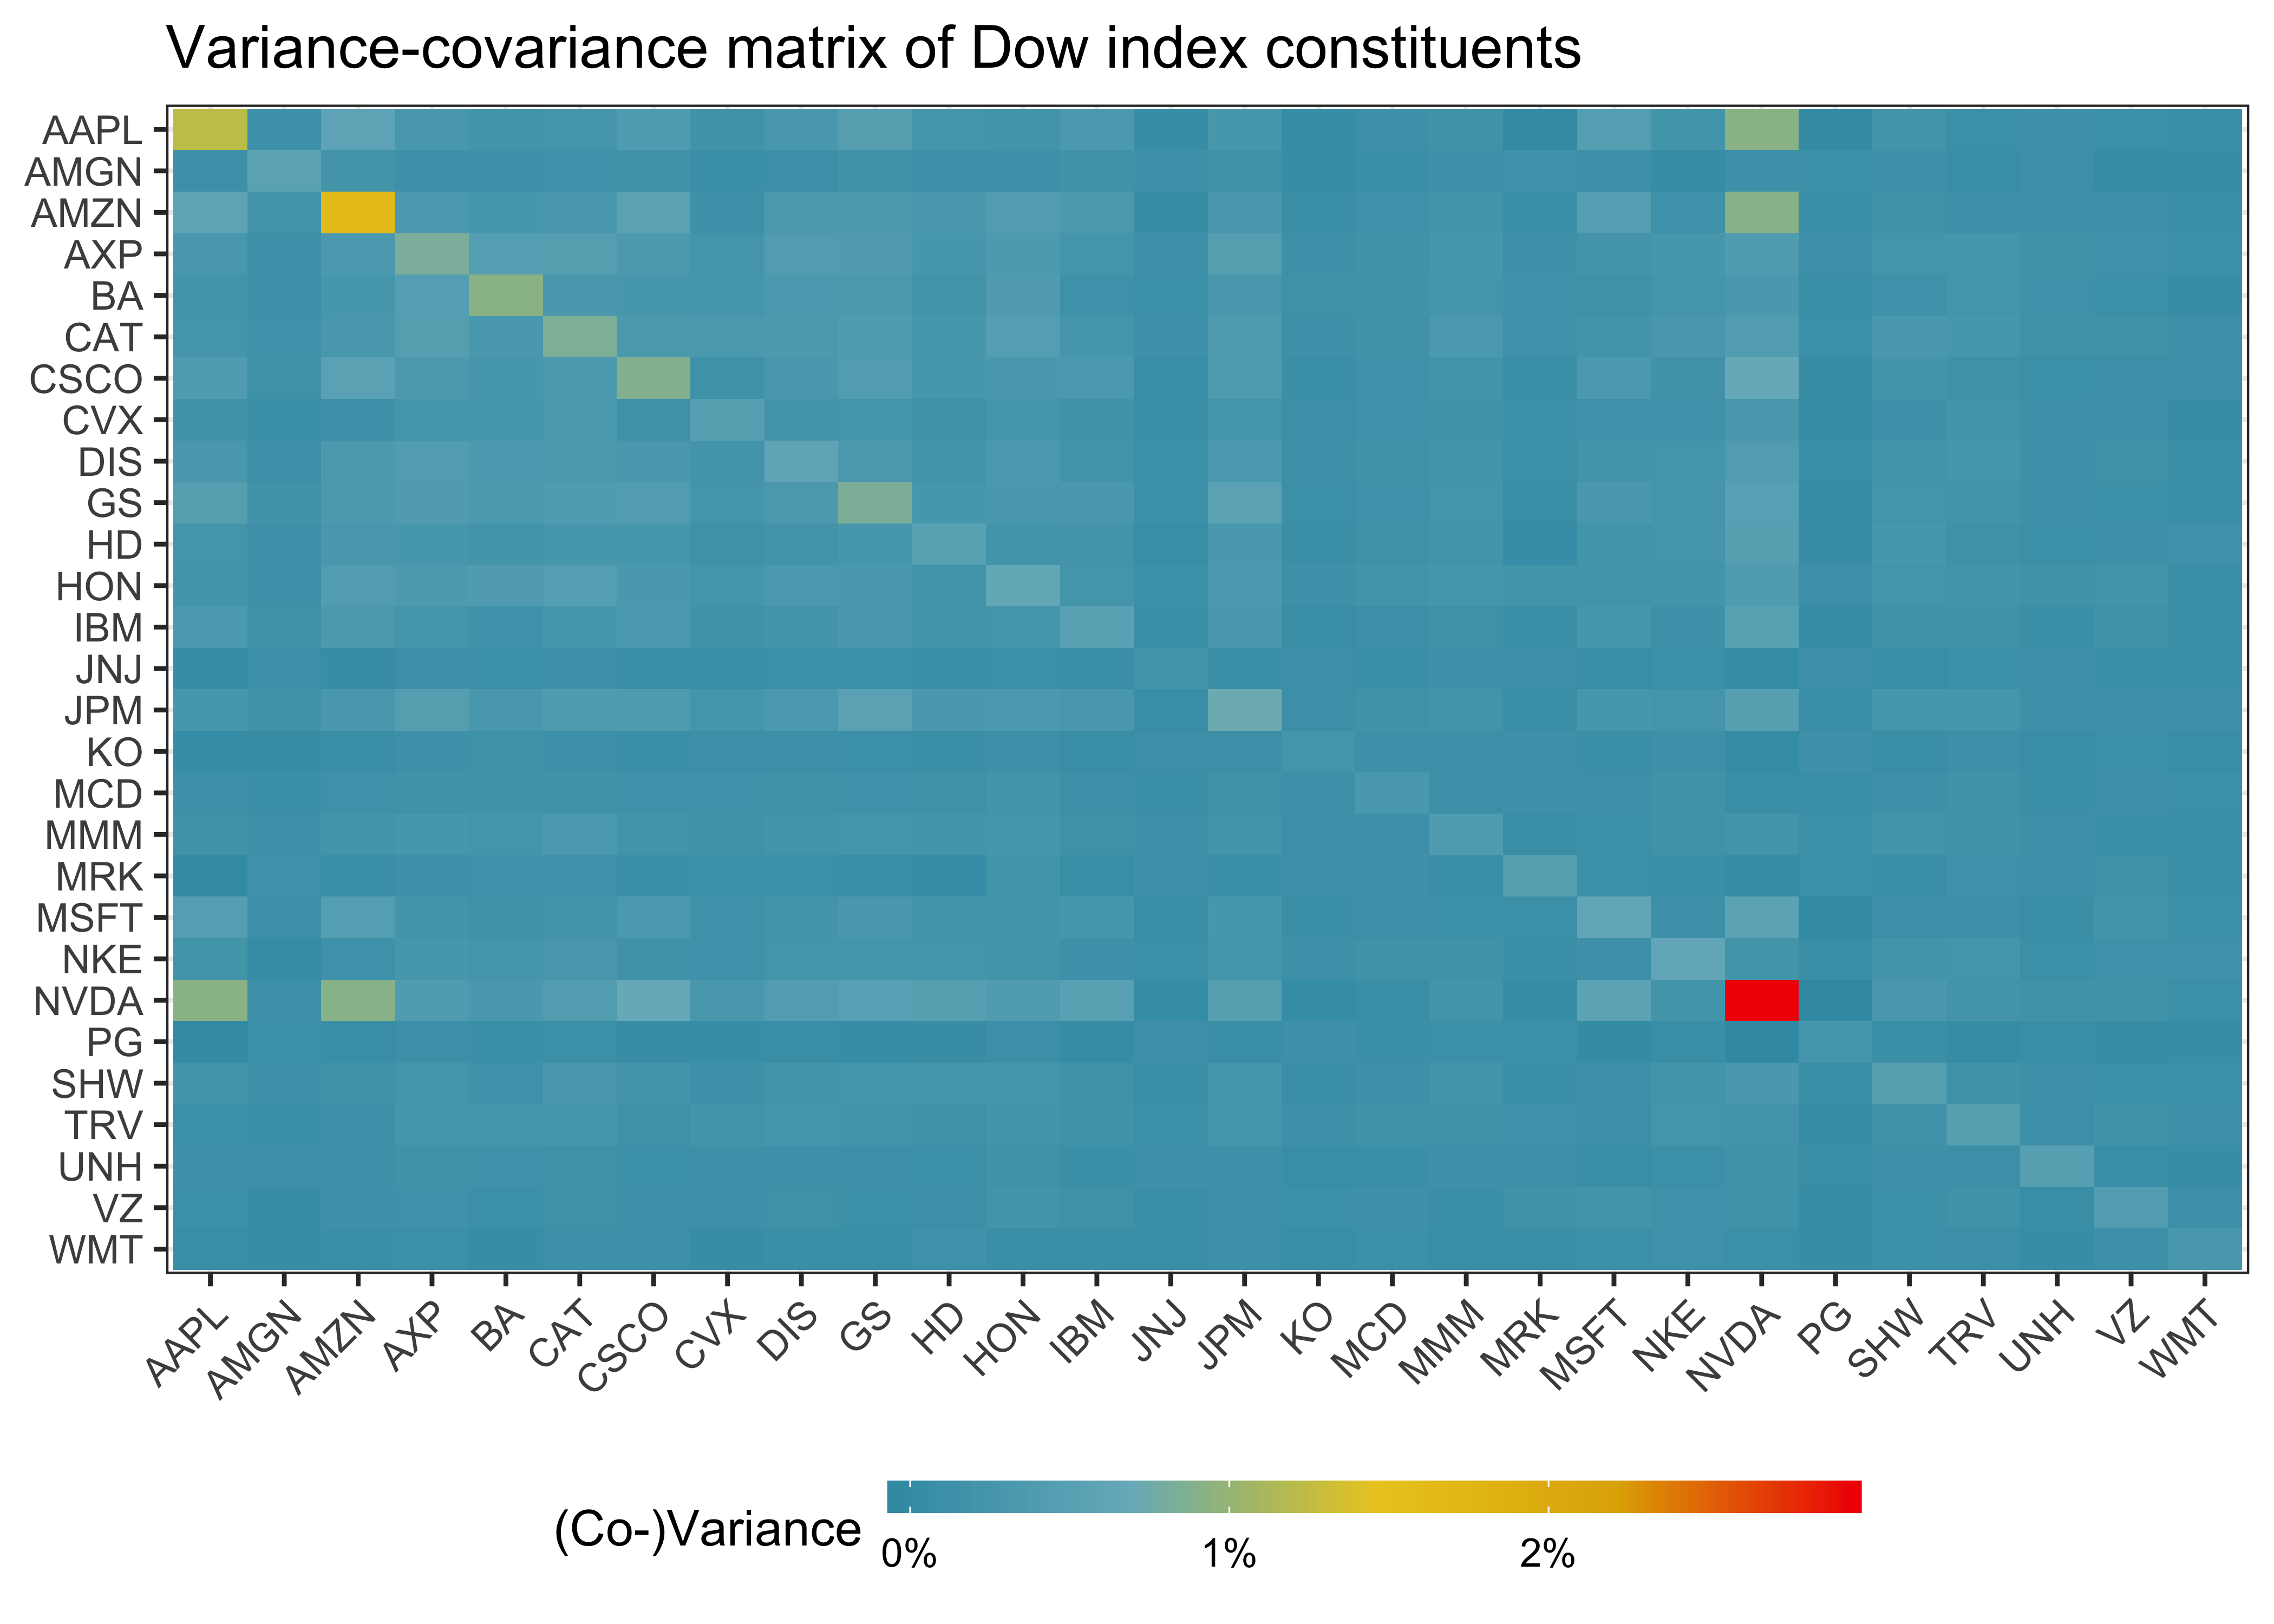 Variance-covariance matrix of Dow index constituents
AAPL
AMGN
AMZN
AXP
BA
CAT
CSCO
CVX
DIS
GS
HD
HON
IBM
JNJ
JPM
KO
MCD
MMM
MRK
MSFT
NKE
NVDA
PG
SHW
TRV
UNH
VZ
WMT
AAPL AMGN AMZN AXP BA CAT CSCO CVX DIS GS HD HON IBM JNJ JPM KO MCD MMM MRK MSFT NKE NVDA PG SHW TRV UNH VZ WMT
(Co-)Variance
0% 1% 2%